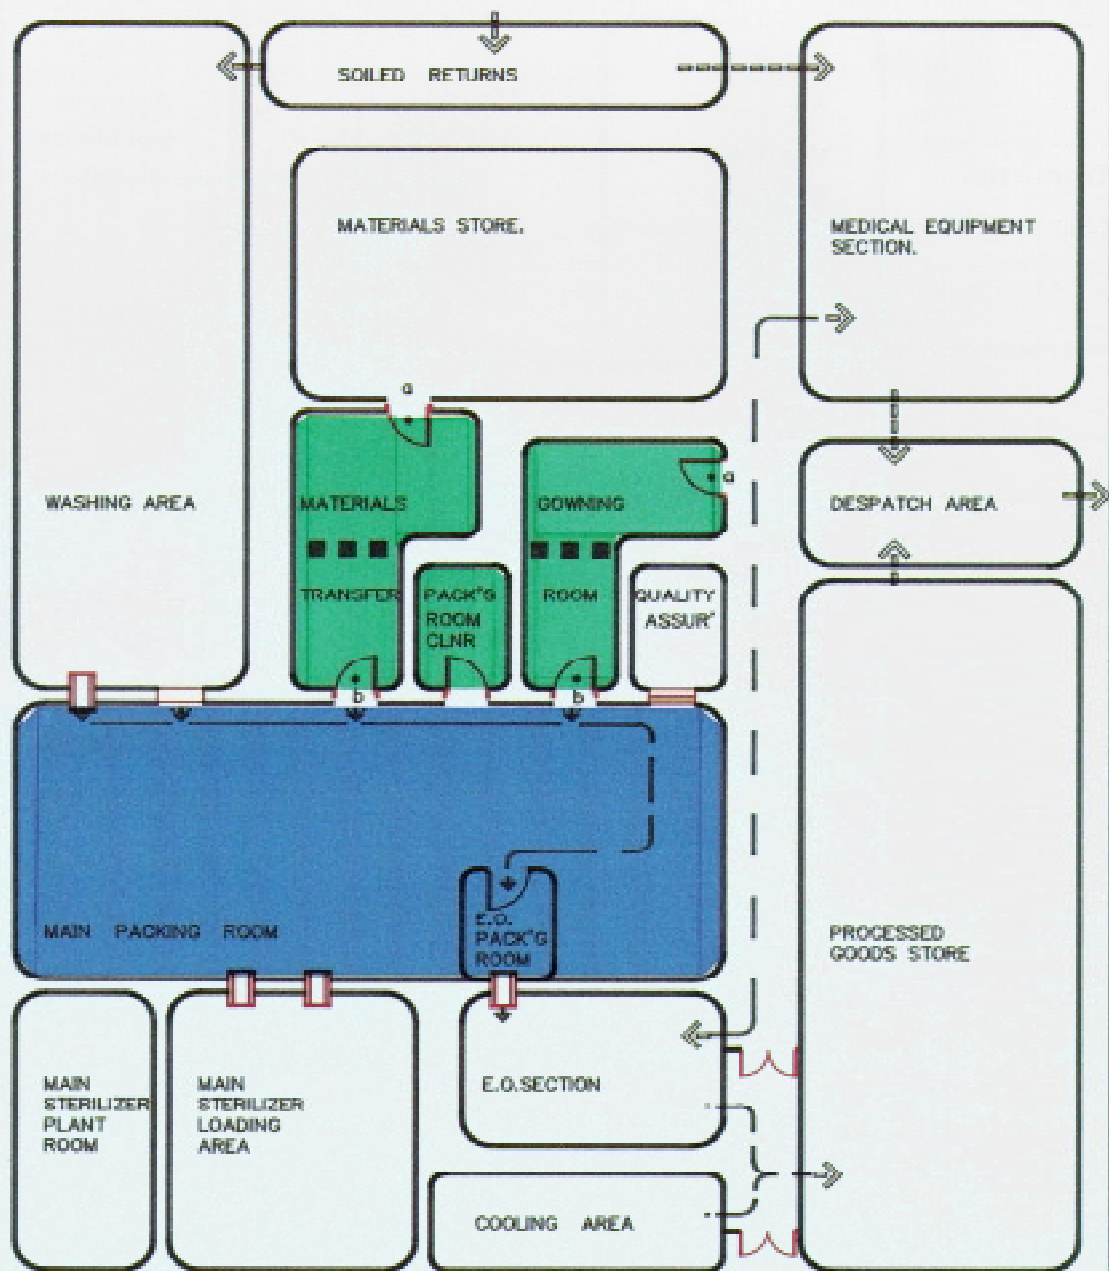 SOILED RETURNS
MATERIALS STORE.
MEDICAL EQUIPMENT
SECTION.
a
a
WASHING AREA
MATERIALS
GOWNING
DESPATCH AREA
TRANSFER
PACK'G
ROOM
CLNR
ROOM
QUALITY
ASSUR'
b
b
MAIN PACKING ROOM
E.O.
PACK'G
ROOM
PROCESSED
GOODS STORE
MAIN
STERILIZER
PLANT
ROOM
MAIN
STERILIZER
LOADING
AREA
E.O.SECTION
COOLING AREA